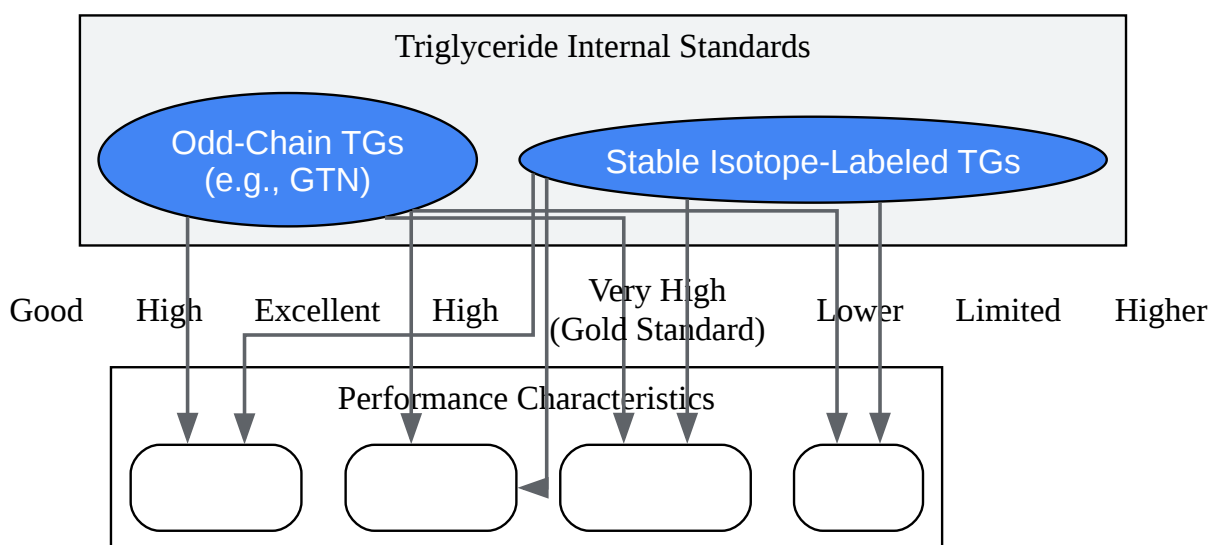 Triglyceride Internal Standards
Odd-Chain TGs
(e.g., GTN)
Stable Isotope-Labeled TGs
Good
High
Excellent
High
Very High
(Gold Standard)
Lower
Limited
Higher
Performance Characteristics